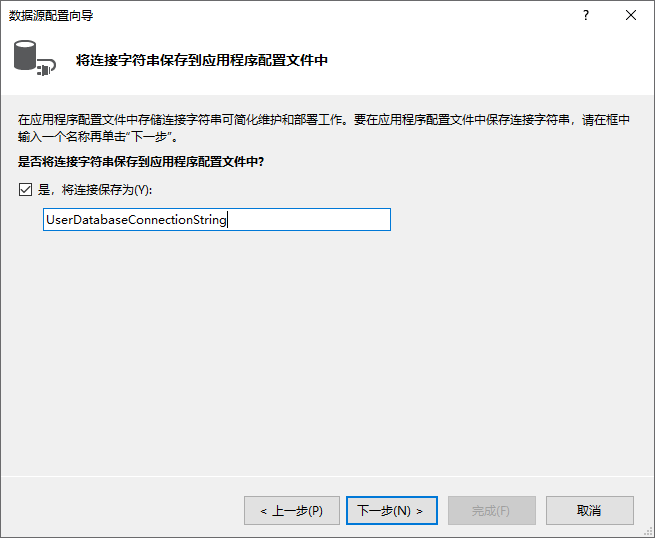 数据源配置向导
?
将连接字符串保存到应用程序配置文件中
在应用程序配置文件中存储连接字符串可简化维护和部署工作。要在应用程序配置文件中保存连接字符串，请在框中
输入一个名称再单击“下一步”。
是否将连接字符串保存到应用程序配置文件中?
是，将连接保存为(Y):
UserDatabaseConnectionString
< 上一步(P)
下一步(N) >
完成(F)
取消